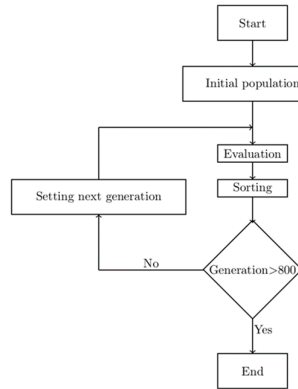 Start
Initial population
Evaluation
Sorting
Setting next generation
Generation>800
No
Yes
End